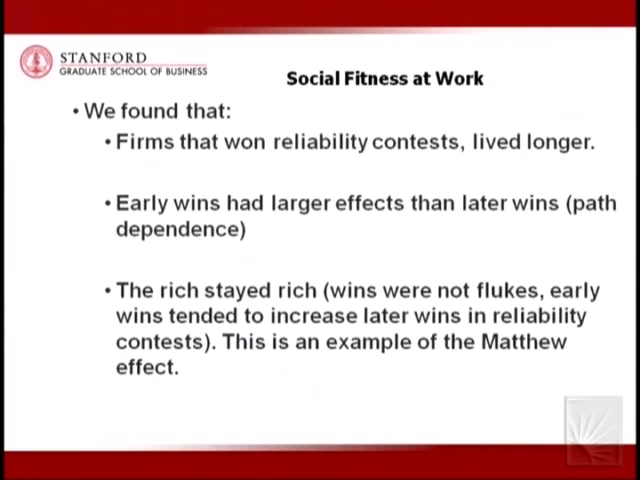 STANFORD
GRADUATE SCHOOL OF BUSINESS
Social Fitness at Work
• We found that:
• Firms that won reliability contests, lived longer.
• Early wins had larger effects than later wins (path
dependence)
• The rich stayed rich (wins were not flukes, early
wins tended to increase later wins in reliability
contests). This is an example of the Matthew
effect.